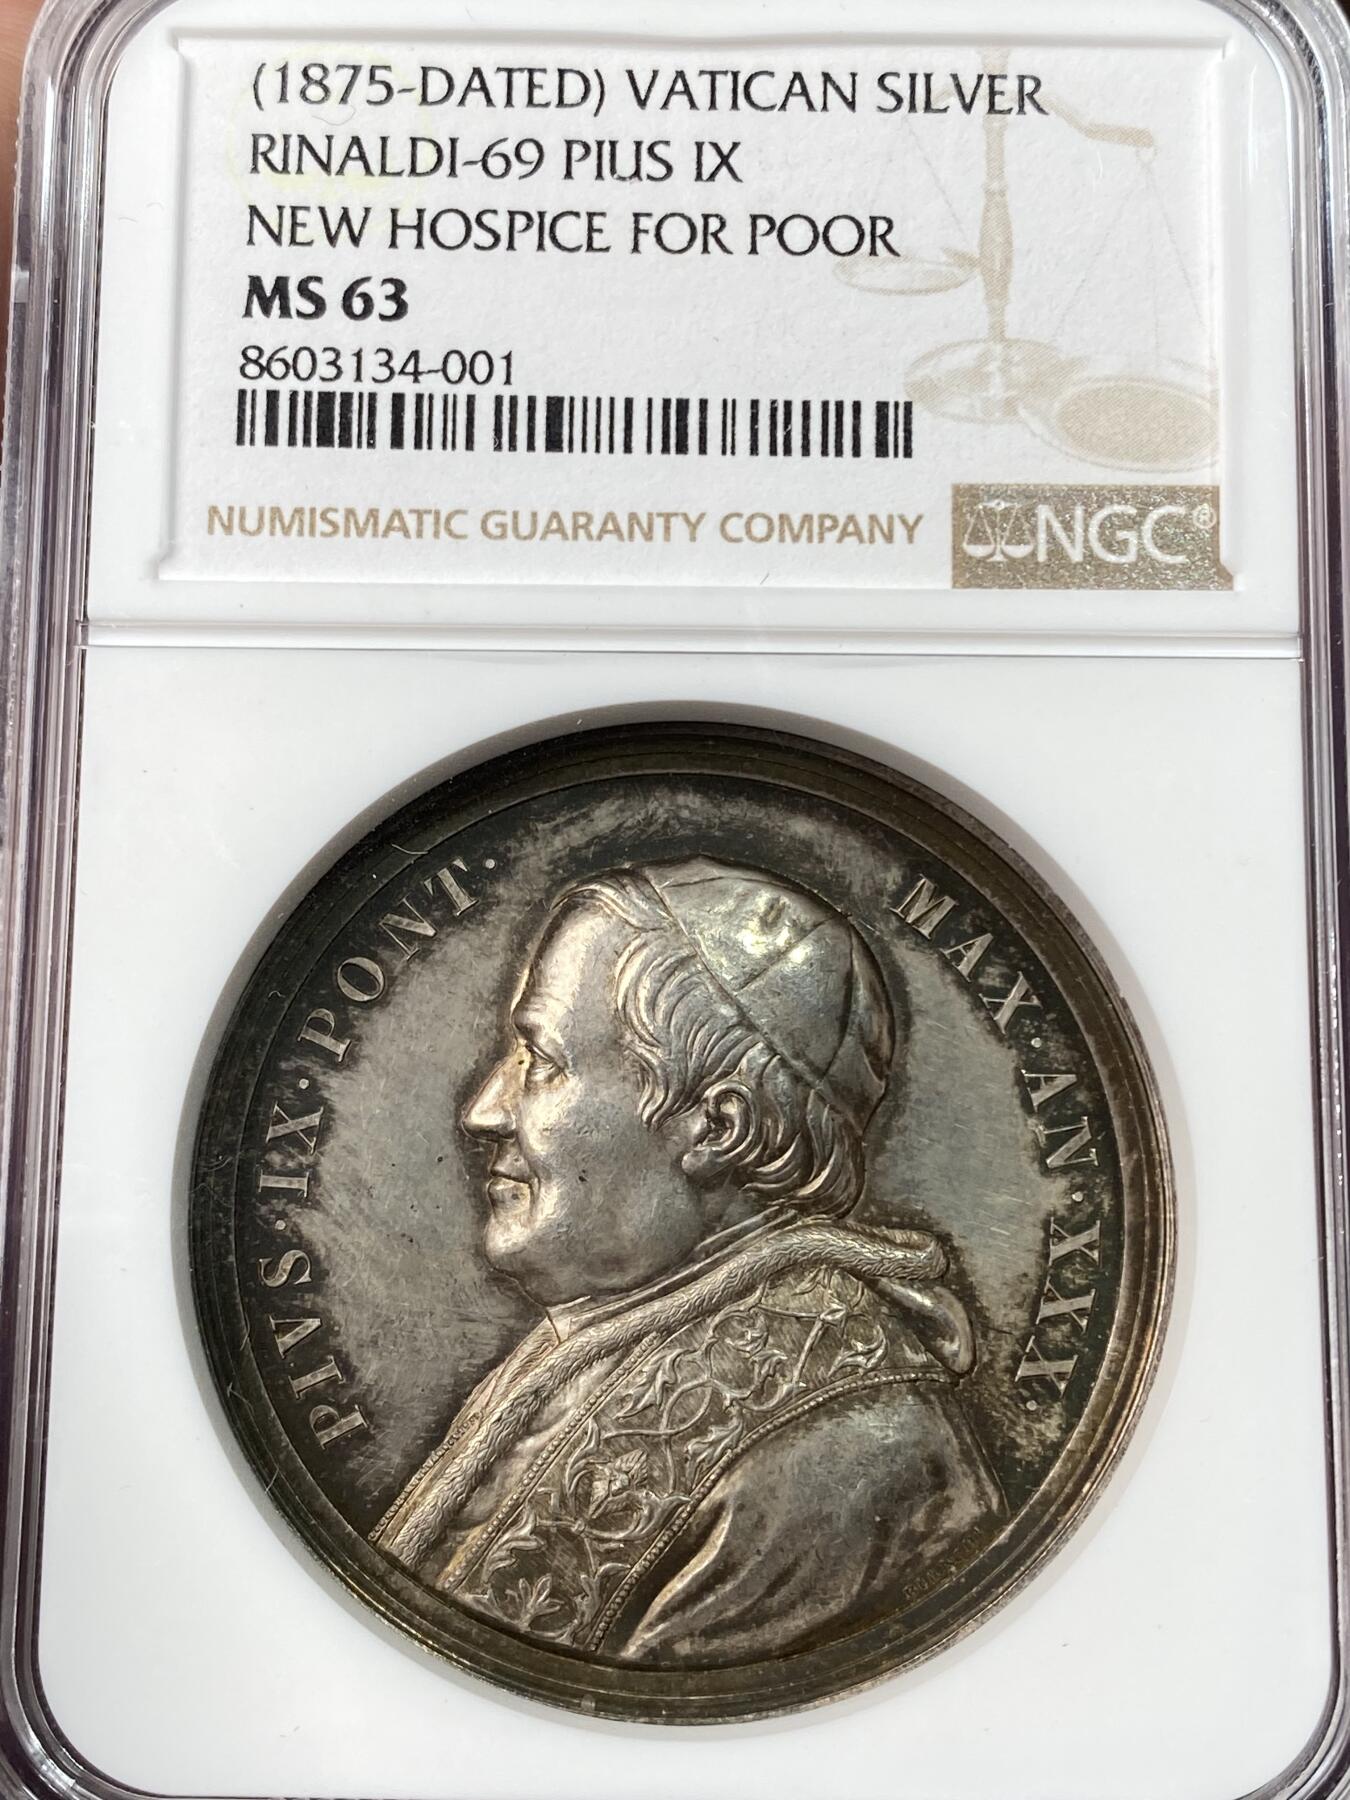 (1875-DATED) VATICAN SILVER
RINALDI-69 PIUS IX
NEW HOSPICE FOR POOR
MS 63
8603134-001
NUMISMATIC GUARANTY COMPANY
NGC®
PIVS·IX·PONT· MAX·AN·XXX·